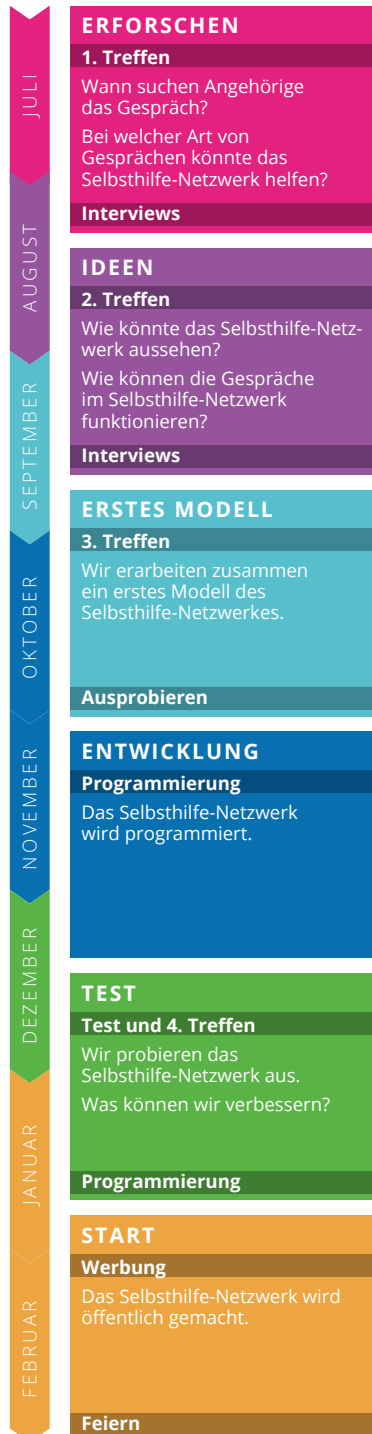 JULI
AUGUST
SEPTEMBER
OKTOBER
NOVEMBER
DEZEMBER
JANUAR
FEBRUAR
ERFORSCHEN
1. Treffen
Wann suchen Angehörige
das Gespräch?
Bei welcher Art von
Gesprächen könnte das
Selbsthilfe-Netzwerk helfen?
Interviews
IDEEN
2. Treffen
Wie könnte das Selbsthilfe-Netz-
werk aussehen?
Wie können die Gespräche
im Selbsthilfe-Netzwerk
funktionieren?
Interviews
ERSTES MODELL
3. Treffen
Wir erarbeiten zusammen
ein erstes Modell des
Selbsthilfe-Netzwerkes.
Ausprobieren
ENTWICKLUNG
Programmierung
Das Selbsthilfe-Netzwerk
wird programmiert.
TEST
Test und 4. Treffen
Wir probieren das
Selbsthilfe-Netzwerk aus.
Was können wir verbessern?
Programmierung
START
Werbung
Das Selbsthilfe-Netzwerk wird
öffentlich gemacht.
Feiern